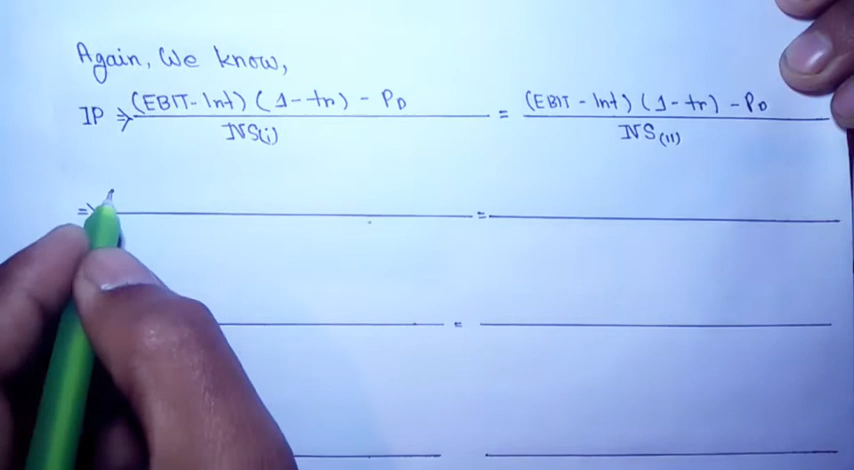 Again, We know,
IP ⇒ (EBIT - Int) (1 - tr) - PD / NS(i) = (EBIT - Int) (1 - tr) - PD / NS(II)
=> =
=